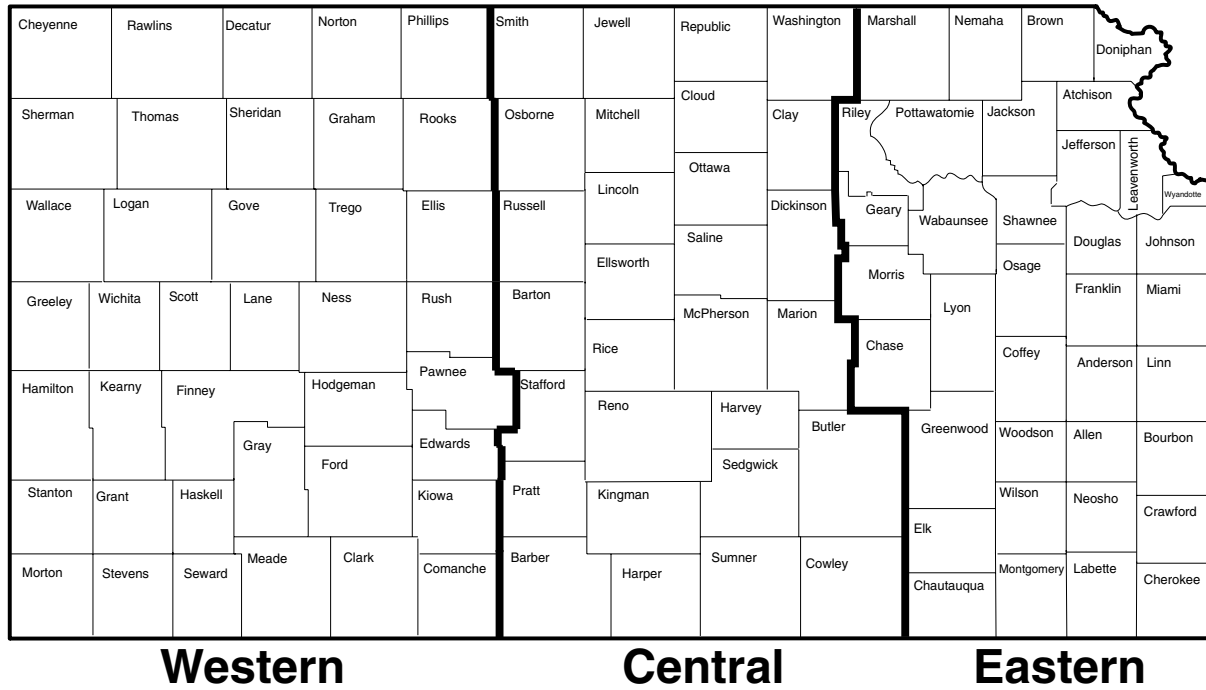 Cheyenne Rawlins Decatur Norton Phillips Smith Jewell Republic Washington Marshall Nemaha Brown
Doniphan
Sherman Thomas Sheridan Graham Rooks Osborne Mitchell Cloud Clay Riley Pottawatomie Jackson Atchison
Jefferson Leavenworth Wyandotte
Wallace Logan Gove Trego Ellis Russell Lincoln Ottawa Dickinson Geary Wabaunsee Shawnee
Douglas Johnson
Ellsworth Saline Morris Osage
Greeley Wichita Scott Lane Ness Rush Barton McPherson Marion Lyon Franklin Miami
Rice Chase Coffey Anderson Linn
Hamilton Kearny Finney Hodgeman Pawnee Stafford Reno Harvey Butler Greenwood Woodson Allen Bourbon
Gray Edwards
Ford Sedgwick
Stanton Grant Haskell Kiowa Pratt Kingman Wilson Neosho Crawford
Elk
Morton Stevens Seward Meade Clark Comanche Barber Harper Sumner Cowley Chautauqua Montgomery Labette Cherokee
Western Central Eastern